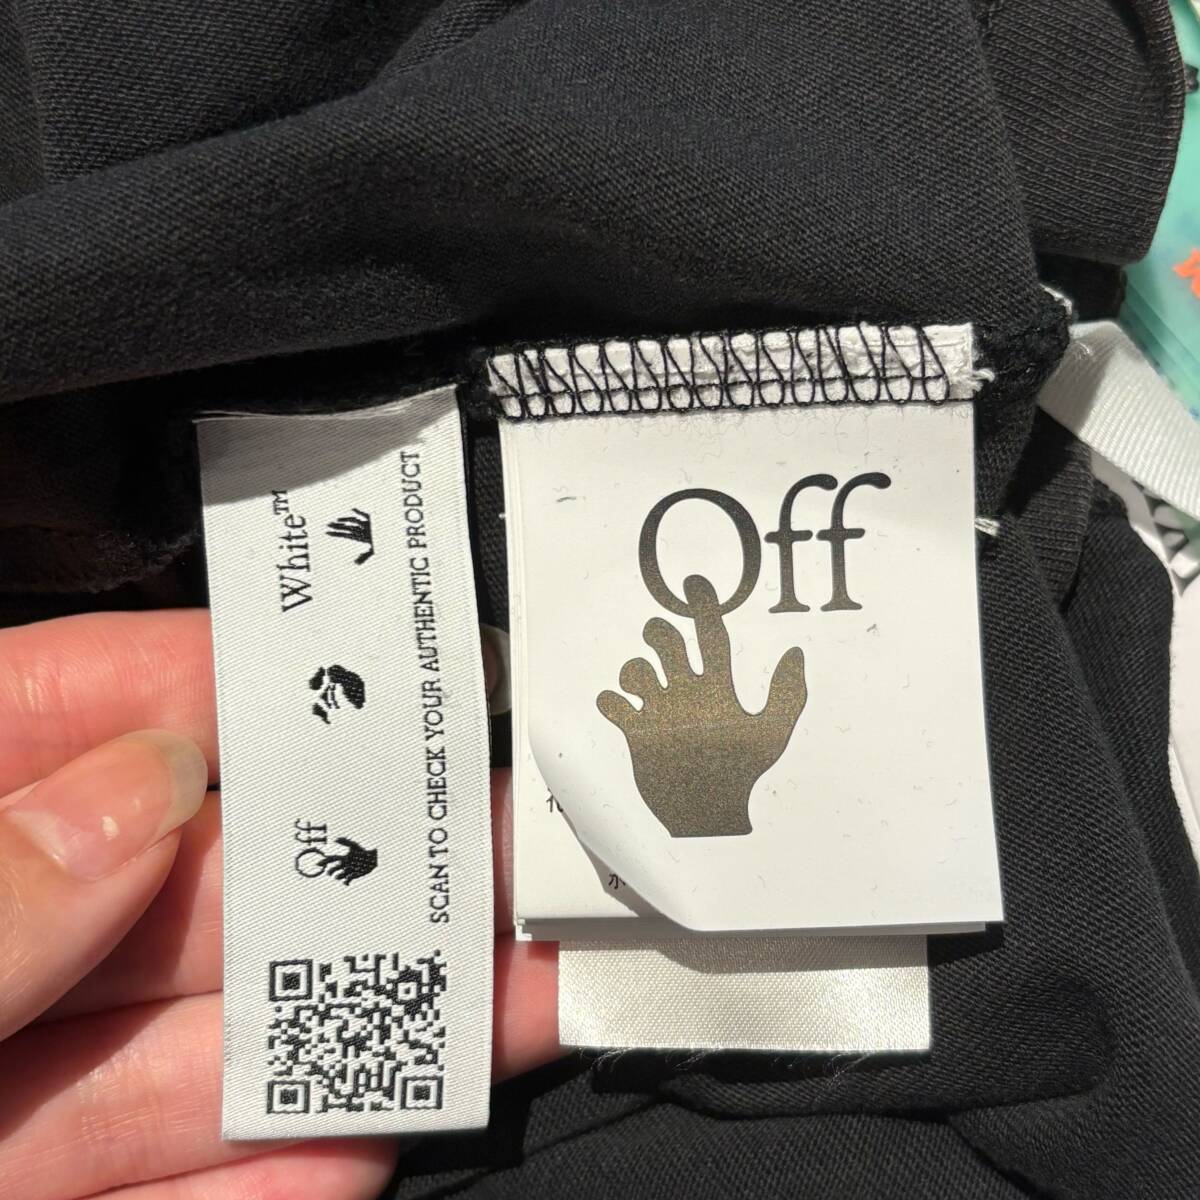 White™
Off
SCAN TO CHECK YOUR AUTHENTIC PRODUCT
Off